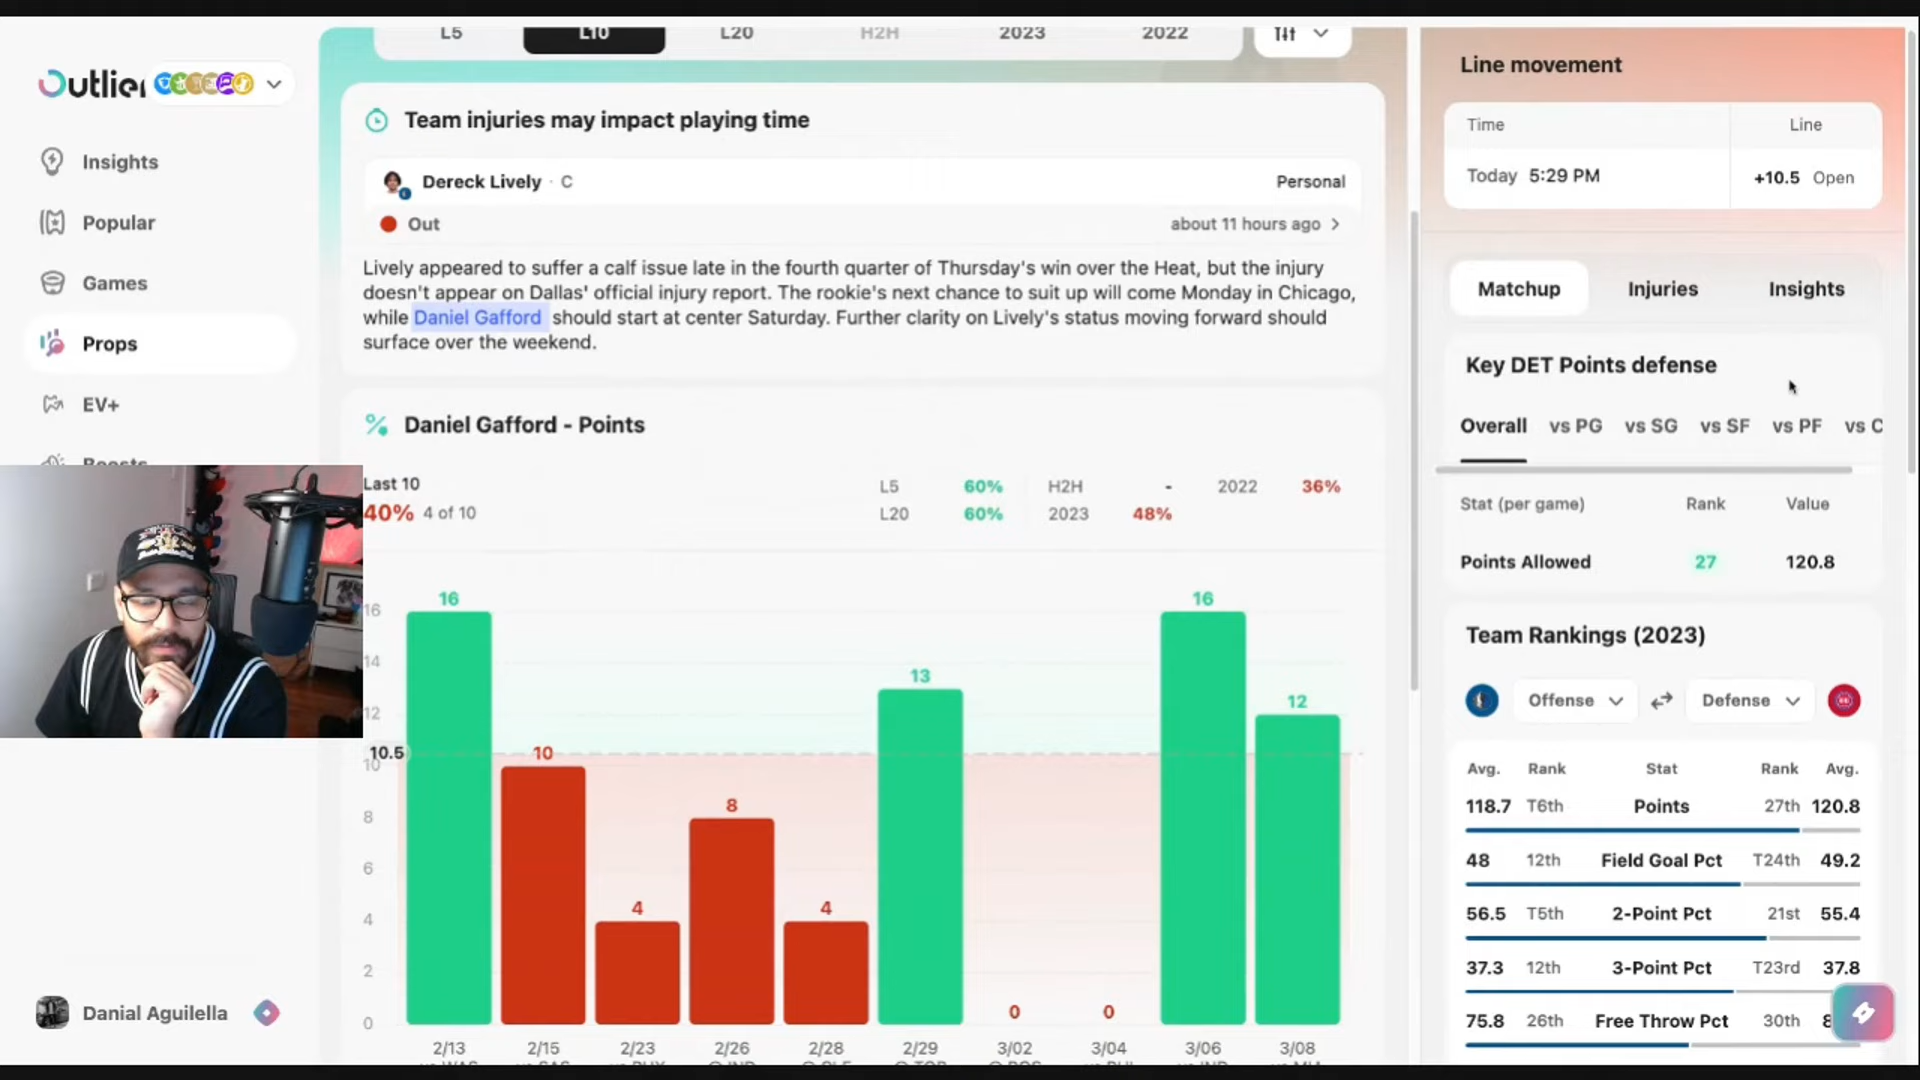 L5 L10 L20 H2H 2023 2022
Outlier
Insights
Popular
Games
Props
EV+
Boosts
Danial Aguilella
Team injuries may impact playing time
Dereck Lively · C Personal
Out about 11 hours ago
Lively appeared to suffer a calf issue late in the fourth quarter of Thursday's win over the Heat, but the injury
doesn't appear on Dallas' official injury report. The rookie's next chance to suit up will come Monday in Chicago,
while Daniel Gafford should start at center Saturday. Further clarity on Lively's status moving forward should
surface over the weekend.
Daniel Gafford - Points
Last 10
40% 4 of 10
L5 60% H2H - 2022 36%
L20 60% 2023 48%
16
14
12
10.5
10
8
6
4
2
0
16 10 4 8 4 13 0 0 16 12
2/13 2/15 2/23 2/26 2/28 2/29 3/02 3/04 3/06 3/08
Line movement
Time Line
Today 5:29 PM +10.5 Open
Matchup Injuries Insights
Key DET Points defense
Overall vs PG vs SG vs SF vs PF vs C
Stat (per game) Rank Value
Points Allowed 27 120.8
Team Rankings (2023)
Offense Defense
Avg. Rank Stat Rank Avg.
118.7 T6th Points 27th 120.8
48 12th Field Goal Pct T24th 49.2
56.5 T5th 2-Point Pct 21st 55.4
37.3 12th 3-Point Pct T23rd 37.8
75.8 26th Free Throw Pct 30th